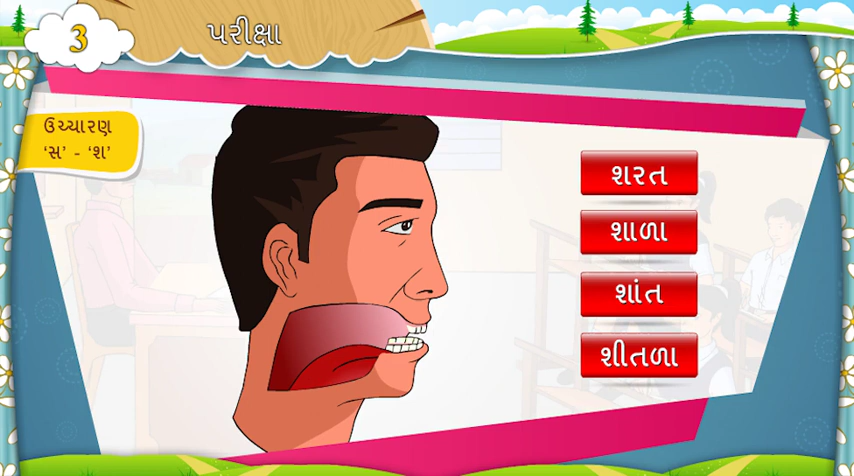 3
પરીક્ષા
ઉચ્ચારણ
‘સ’ - ‘શ’
શરત
શાળા
શાંત
શીતળા